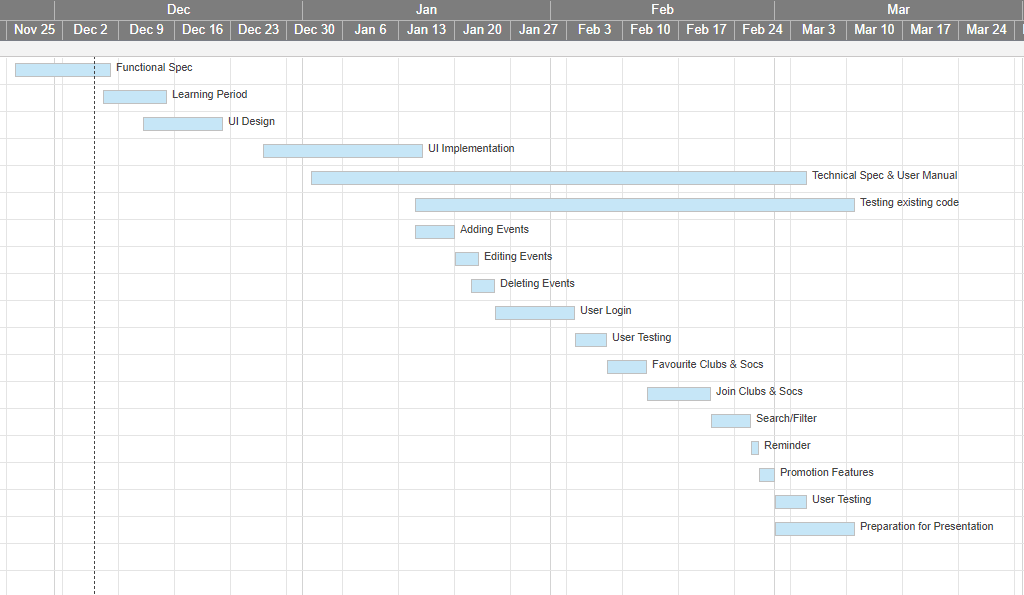 Dec Jan Feb Mar
Nov 25 Dec 2 Dec 9 Dec 16 Dec 23 Dec 30 Jan 6 Jan 13 Jan 20 Jan 27 Feb 3 Feb 10 Feb 17 Feb 24 Mar 3 Mar 10 Mar 17 Mar 24
Functional Spec
Learning Period
UI Design
UI Implementation
Technical Spec & User Manual
Testing existing code
Adding Events
Editing Events
Deleting Events
User Login
User Testing
Favourite Clubs & Socs
Join Clubs & Socs
Search/Filter
Reminder
Promotion Features
User Testing
Preparation for Presentation